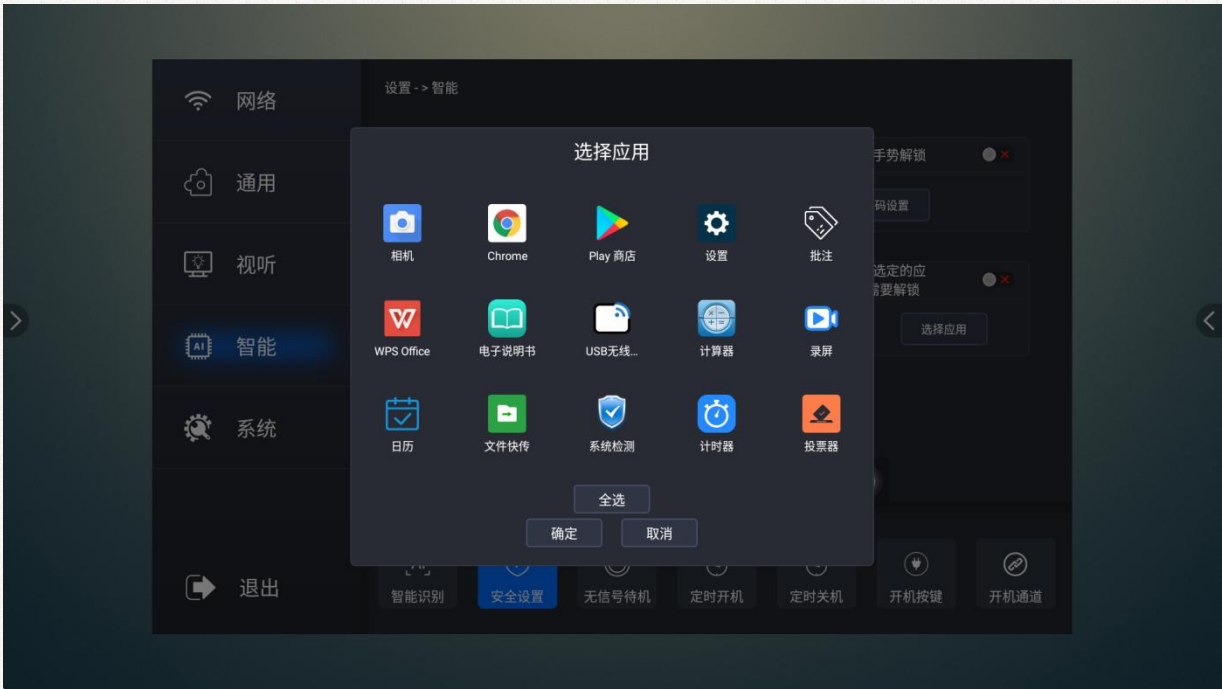 网络
通用
视听
AI
智能
系统
退出
设置 - > 智能
手势解锁
码设置
选定的应
需要解锁
选择应用
选择应用
相机
Chrome
Play 商店
设置
批注
WPS Office
电子说明书
USB无线...
计算器
录屏
日历
文件快传
系统检测
计时器
投票器
全选
确定
取消
智能识别
安全设置
无信号待机
定时开机
定时关机
开机按键
开机通道